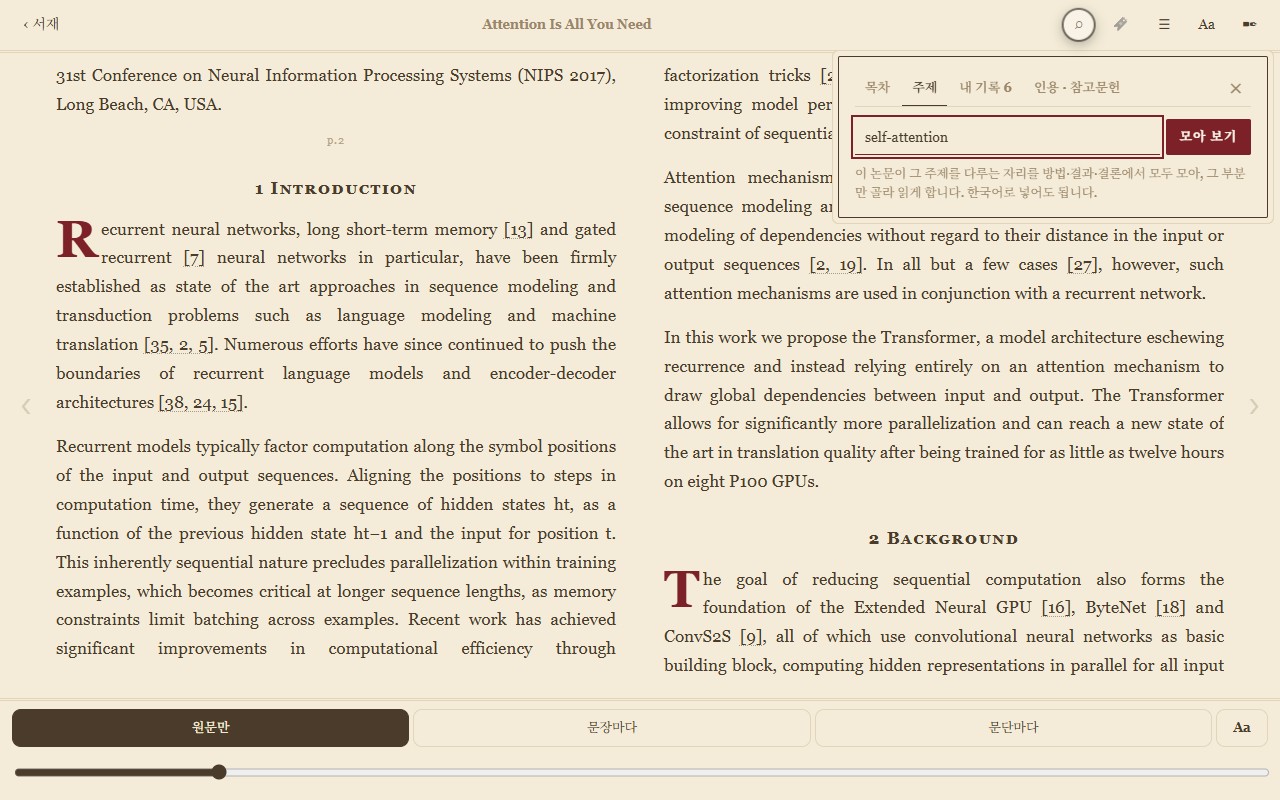 ‹ 서재
Attention Is All You Need
Aa
31st Conference on Neural Information Processing Systems (NIPS 2017),
Long Beach, CA, USA.
p.2
1 INTRODUCTION
Recurrent neural networks, long short-term memory [13] and gated
recurrent [7] neural networks in particular, have been firmly
established as state of the art approaches in sequence modeling and
transduction problems such as language modeling and machine
translation [35, 2, 5]. Numerous efforts have since continued to push the
boundaries of recurrent language models and encoder-decoder
architectures [38, 24, 15].
Recurrent models typically factor computation along the symbol positions
of the input and output sequences. Aligning the positions to steps in
computation time, they generate a sequence of hidden states ht, as a
function of the previous hidden state ht−1 and the input for position t.
This inherently sequential nature precludes parallelization within training
examples, which becomes critical at longer sequence lengths, as memory
constraints limit batching across examples. Recent work has achieved
significant improvements in computational efficiency through
factorization tricks
improving model
constraint of
Attention mechanism
sequence modeling
modeling of dependencies without regard to their distance in the input or
output sequences [2, 19]. In all but a few cases [27], however, such
attention mechanisms are used in conjunction with a recurrent network.
In this work we propose the Transformer, a model architecture eschewing
recurrence and instead relying entirely on an attention mechanism to
draw global dependencies between input and output. The Transformer
allows for significantly more parallelization and can reach a new state of
the art in translation quality after being trained for as little as twelve hours
on eight P100 GPUs.
2 BACKGROUND
The goal of reducing sequential computation also forms the
foundation of the Extended Neural GPU [16], ByteNet [18] and
ConvS2S [9], all of which use convolutional neural networks as basic
building block, computing hidden representations in parallel for all input
목차 주제 내 기록 6 인용 · 참고문헌 ×
self-attention
모아 보기
이 논문이 그 주제를 다루는 자리를 방법·결과·결론에서 모두 모아, 그 부분
만 골라 읽게 합니다. 한국어로 넣어도 됩니다.
원문만 문장마다 문단마다 Aa